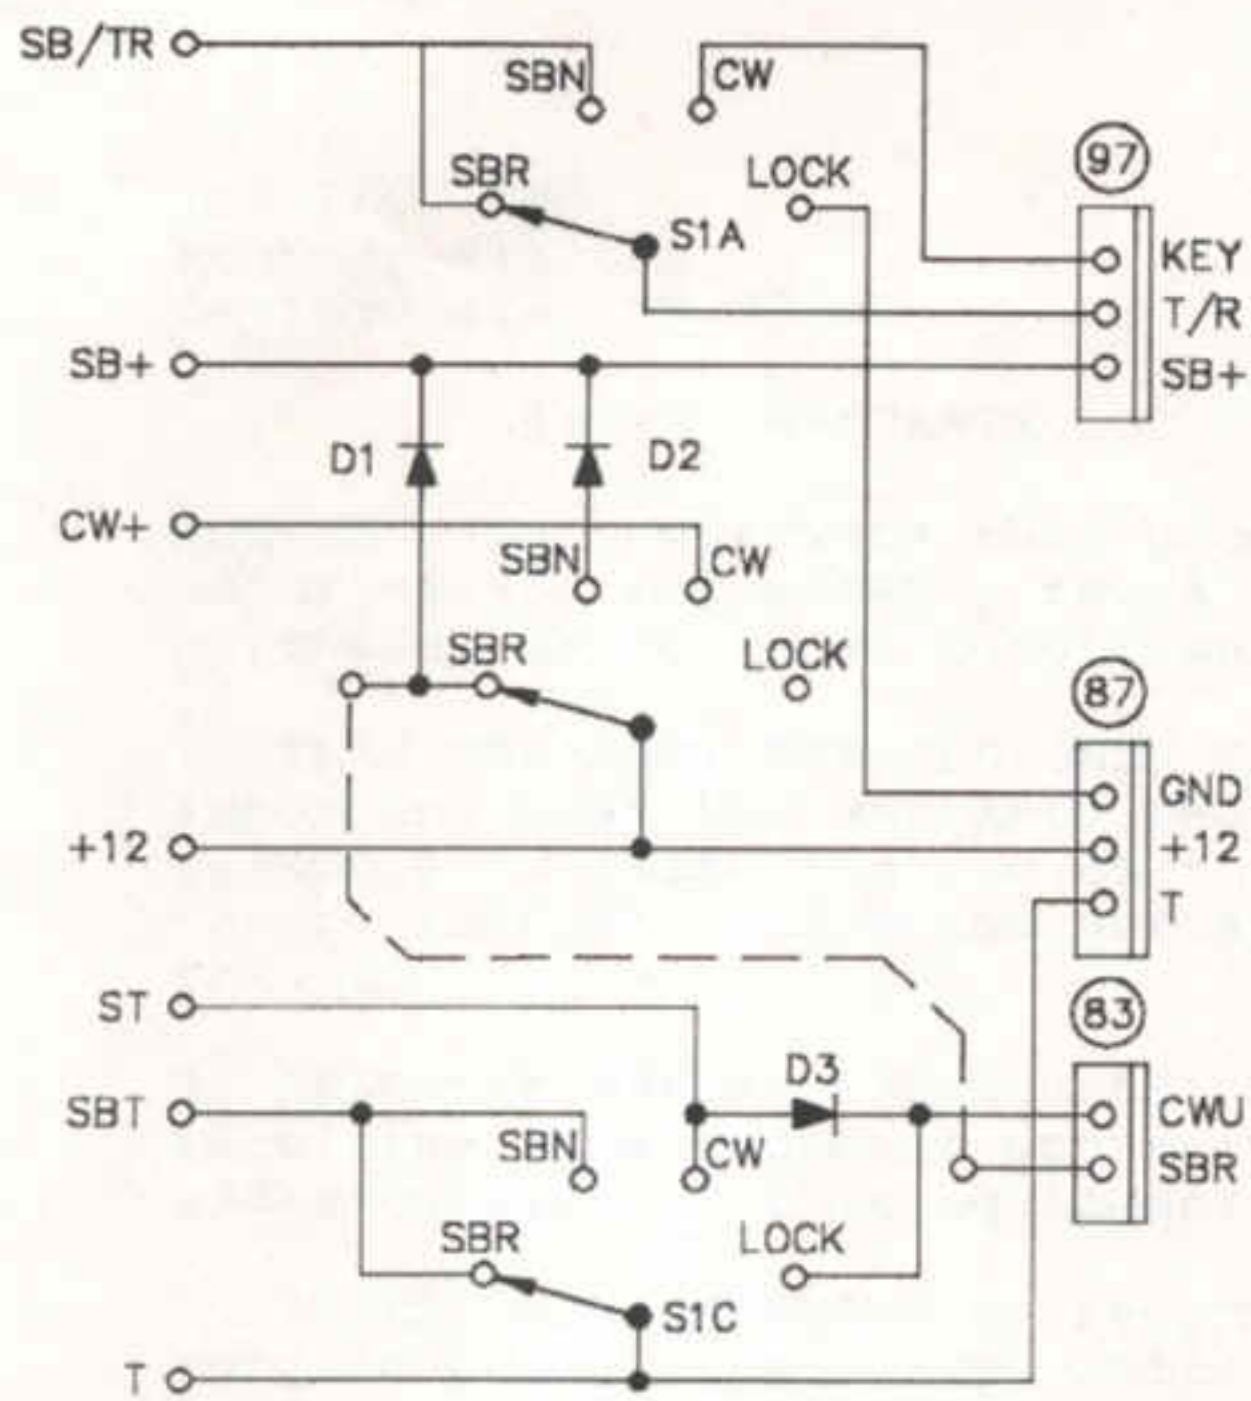 SB/TR
SBN
CW
SBR
LOCK
97
S1A
KEY
T/R
SB+
SB+
D1
D2
CW+
SBN
CW
SBR
LOCK
87
GND
+12
+12
T
ST
83
D3
SBT
CWU
SBN
CW
SBR
SBR
LOCK
S1C
T